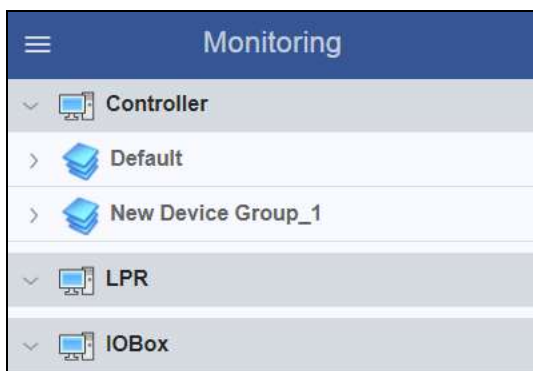 Monitoring
Controller
Default
New Device Group_1
LPR
IOBox